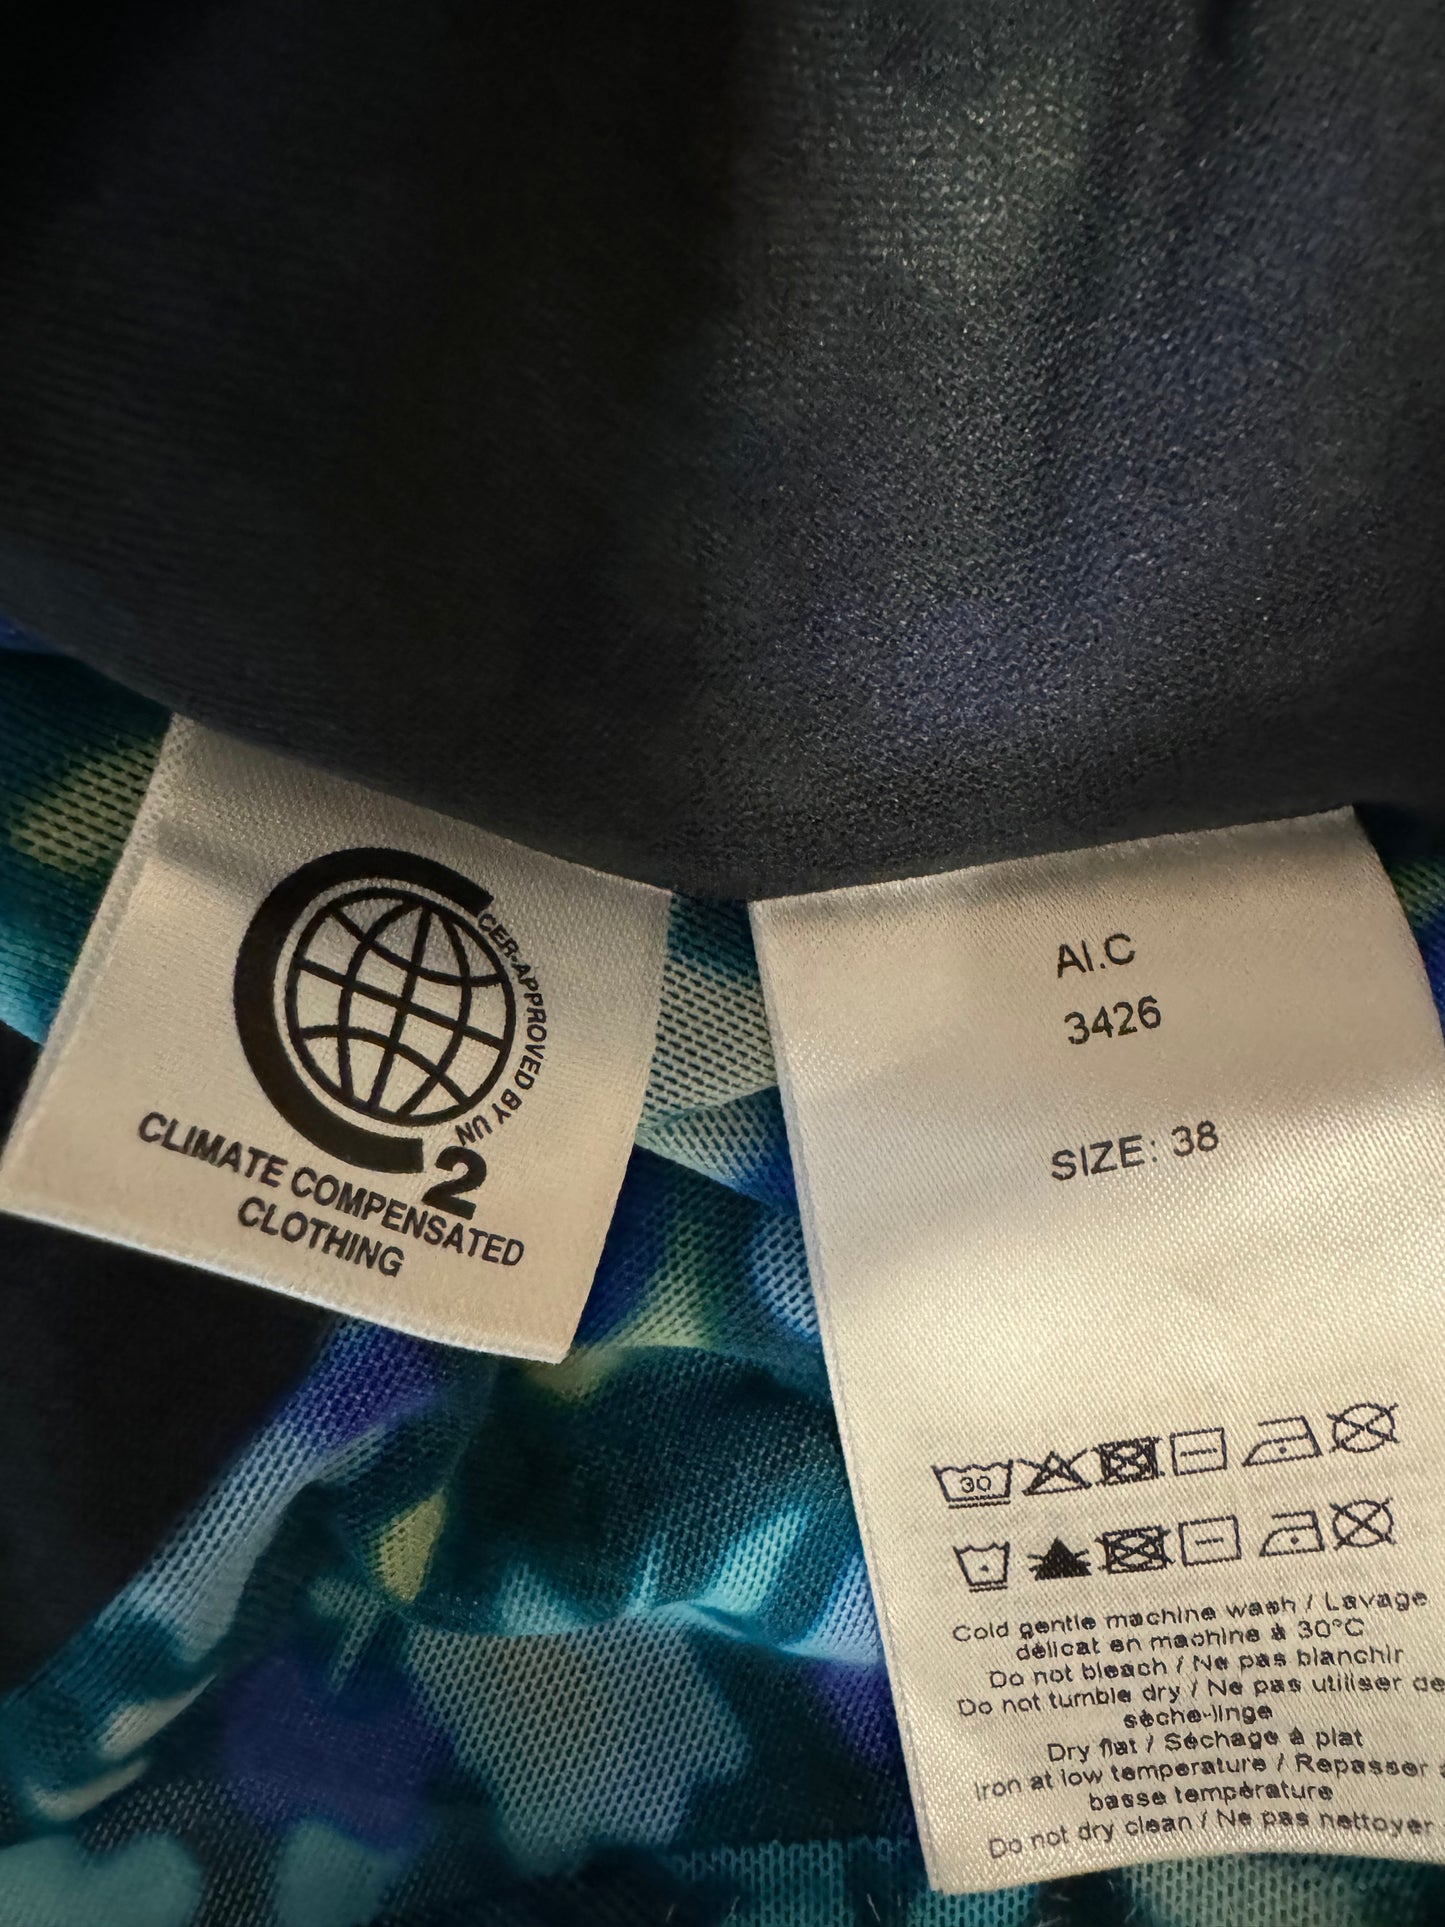 CER-APPROVED BY UN
2
CLIMATE COMPENSATED
CLOTHING
AI.C
3426
SIZE: 38
30
Cold gentle machine wash / Lavage
délicat en machine à 30°C
Do not bleach / Ne pas blanchir
Do not tumble dry / Ne pas utiliser de
sèche-linge
Dry flat / Séchage à plat
Iron at low temperature / Repasser à
basse température
Do not dry clean / Ne pas nettoyer